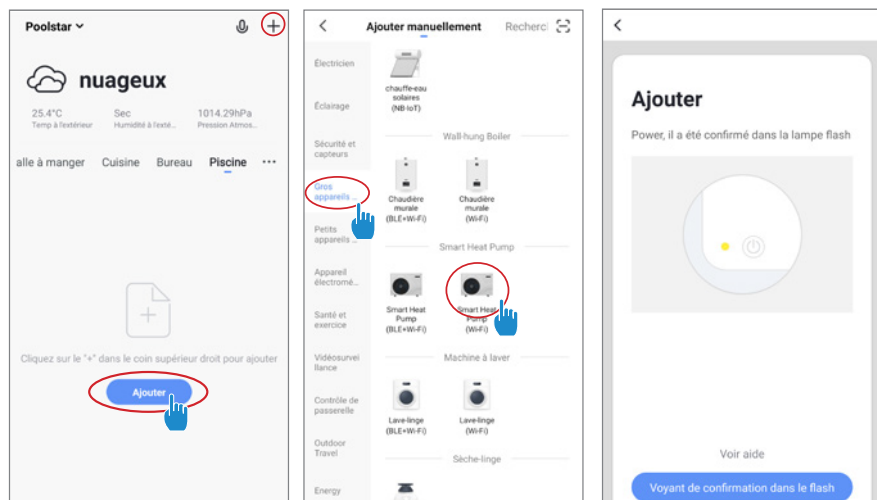 Poolstar
nuageux
25.4°C Sec 1014.29hPa
Temp à l'extérieur Humidité à l'exté... Pression Atmos...
alle à manger Cuisine Bureau Piscine ...
Cliquez sur le "+" dans le coin supérieur droit pour ajouter
Ajouter
Ajouter manuellement Recherc
Électricien
Éclairage
Sécurité et
capteurs
Gros
appareils ...
Petits
appareils ...
Appareil
électromé...
Santé et
exercice
Vidéosurvei
llance
Contrôle de
passerelle
Outdoor
Travel
Energy
chauffe-eau
solaires
(NB-IoT)
Wall-hung Boiler
Chaudière
murale
(BLE+Wi-Fi)
Chaudière
murale
(Wi-Fi)
Smart Heat Pump
Smart Heat
Pump
(BLE+Wi-Fi)
Smart Heat
Pump
(Wi-Fi)
Machine à laver
Lave-linge
(BLE+Wi-Fi)
Lave-linge
(Wi-Fi)
Sèche-linge
Ajouter
Power, il a été confirmé dans la lampe flash
Voir aide
Voyant de confirmation dans le flash